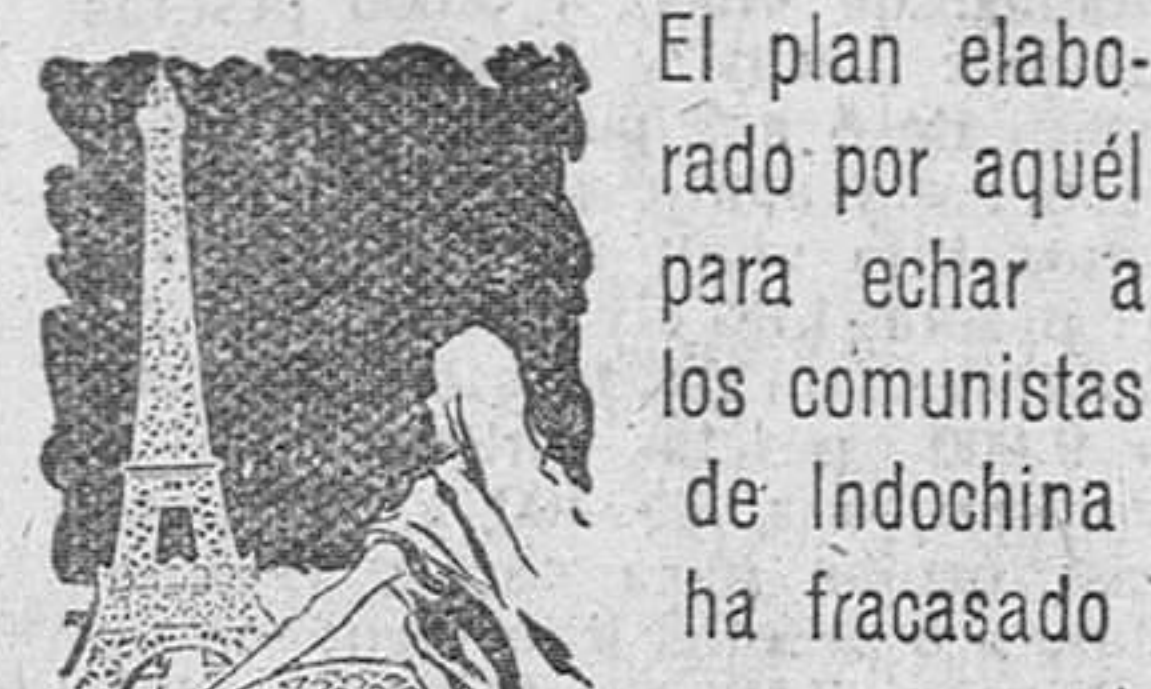 El plan elabo-
rado por aquél
para echar a
los comunistas
de Indochina
ha fracasado